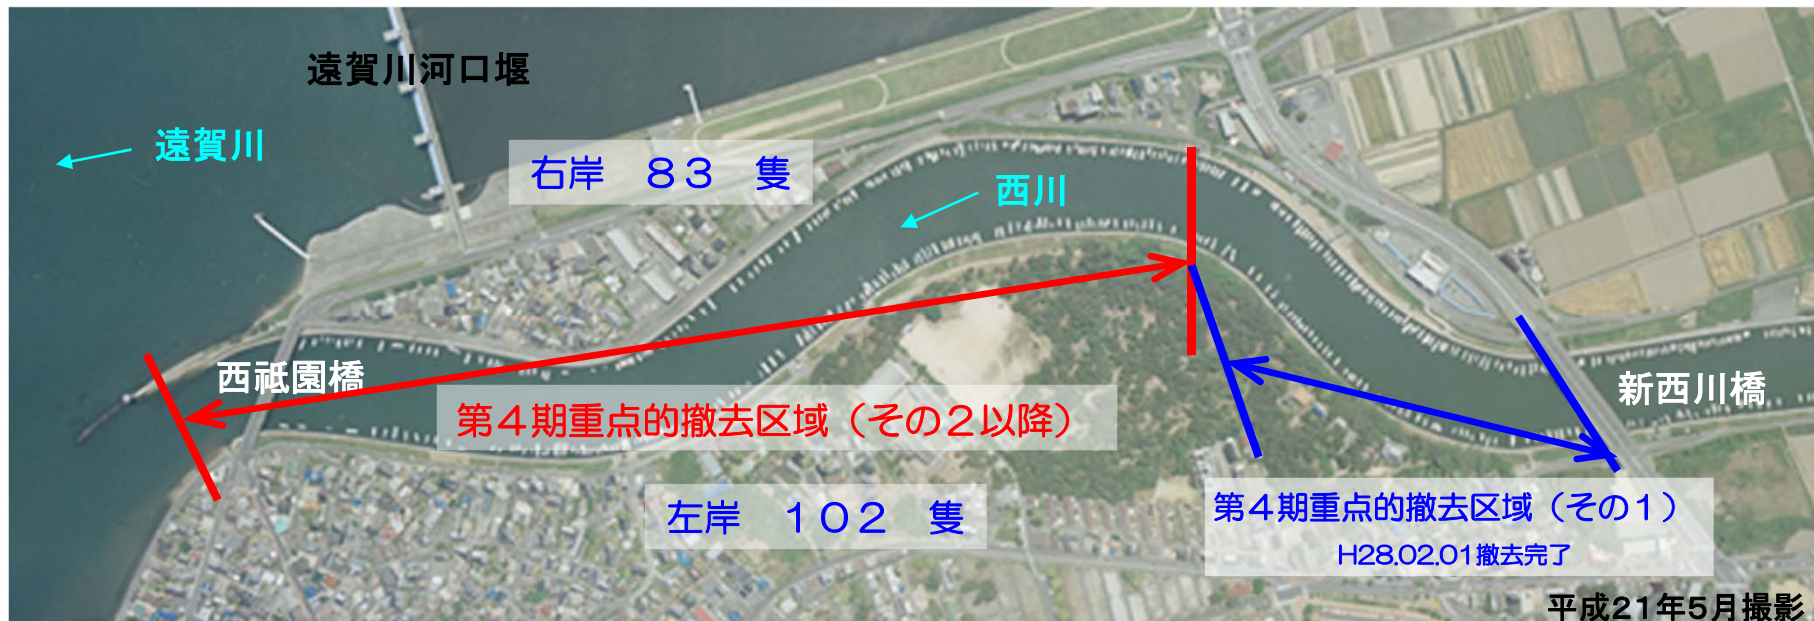 遠賀川河口堰
遠賀川
右岸　８３　隻
西川
西祇園橋
新西川橋
第４期重点的撤去区域（その２以降）
左岸　１０２　隻
第４期重点的撤去区域（その１）
H28.02.01撤去完了
平成21年5月撮影